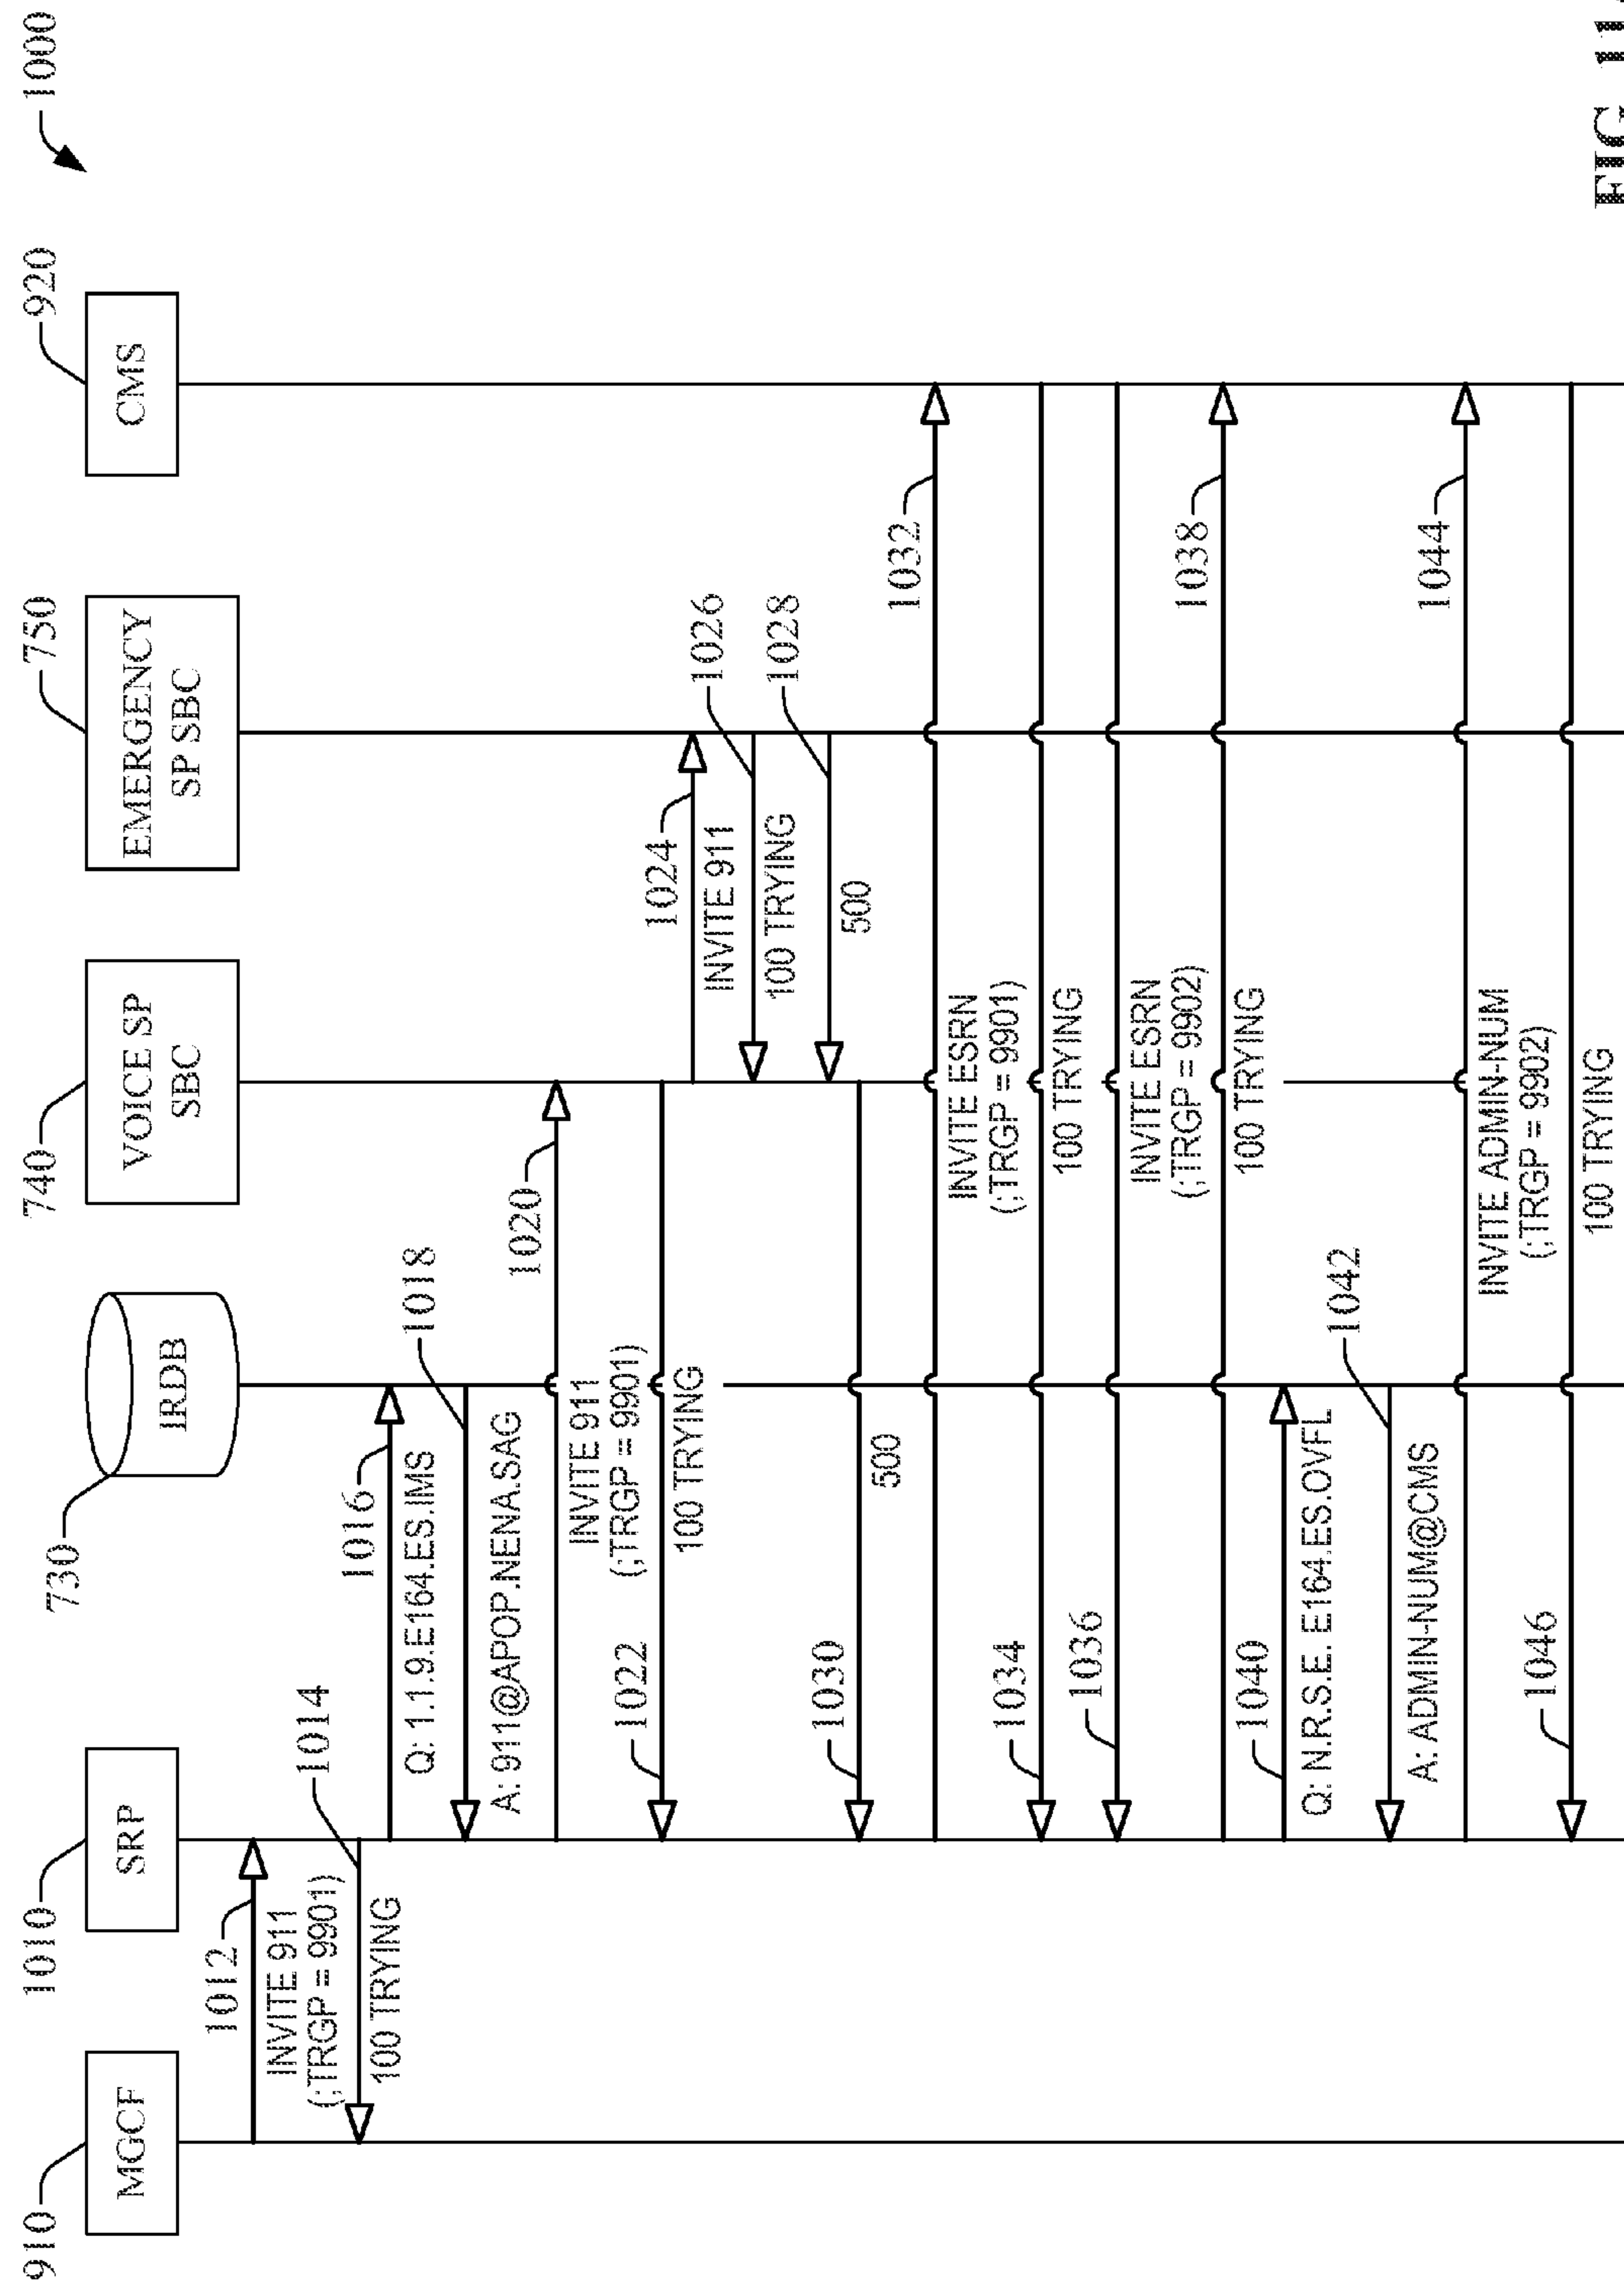 1000
910
MGCF
1010
SRP
730
IRDB
740
VOICE SP
SBC
750
EMERGENCY
SP SBC
920
CMS
1012
INVITE 911
(;TRGP = 9901)
1014
100 TRYING
1016
Q: 1.1.9.E164.ES.IMS
1018
A: 911@APOP.NENA.SAG
1020
INVITE 911
(;TRGP = 9901)
1022
100 TRYING
1024
INVITE 911
1026
100 TRYING
1028
500
1030
500
1032
INVITE ESRN
(;TRGP = 9901)
1034
100 TRYING
1036
INVITE ESRN
(;TRGP = 9902)
1038
100 TRYING
1040
Q: N.R.S.E. E164.ES.OVFL
1042
A: ADMIN-NUM@CMS
1044
INVITE ADMIN-NUM
(;TRGP = 9902)
1046
100 TRYING